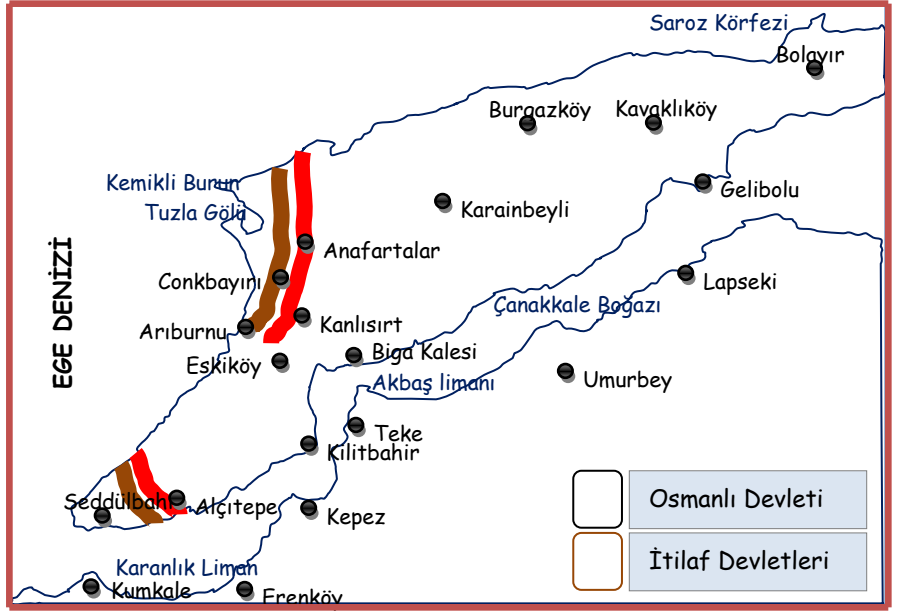 Saroz Körfezi
Bolayır
Burgazköy
Kavaklıköy
Kemikli Burun
Gelibolu
Tuzla Gölü
Karainbeyli
Anafartalar
EGE DENİZİ
Conkbayırı
Lapseki
Çanakkale Boğazı
Arıburnu
Kanlısırt
Eskiköy
Biga Kalesi
Akbaş limanı
Umurbey
Teke
Kilitbahir
Seddülbahir
Alçıtepe
Kepez
Osmanlı Devleti
İtilaf Devletleri
Karanlık Liman
Kumkale
Erenköy